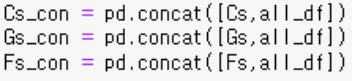 Cs_con = pd.concat([Cs,all_df])
Gs_con = pd.concat([Gs,all_df])
Fs_con = pd.concat([Fs,all_df])